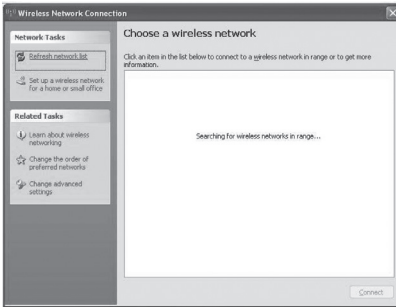 Wireless Network Connection
Network Tasks
Refresh network list
Set up a wireless network
for a home or small office
Related Tasks
Learn about wireless
networking
Change the order of
preferred networks
Change advanced
settings
Choose a wireless network
Click an item in the list below to connect to a wireless network in range or to get more
information.
Searching for wireless networks in range...
Connect